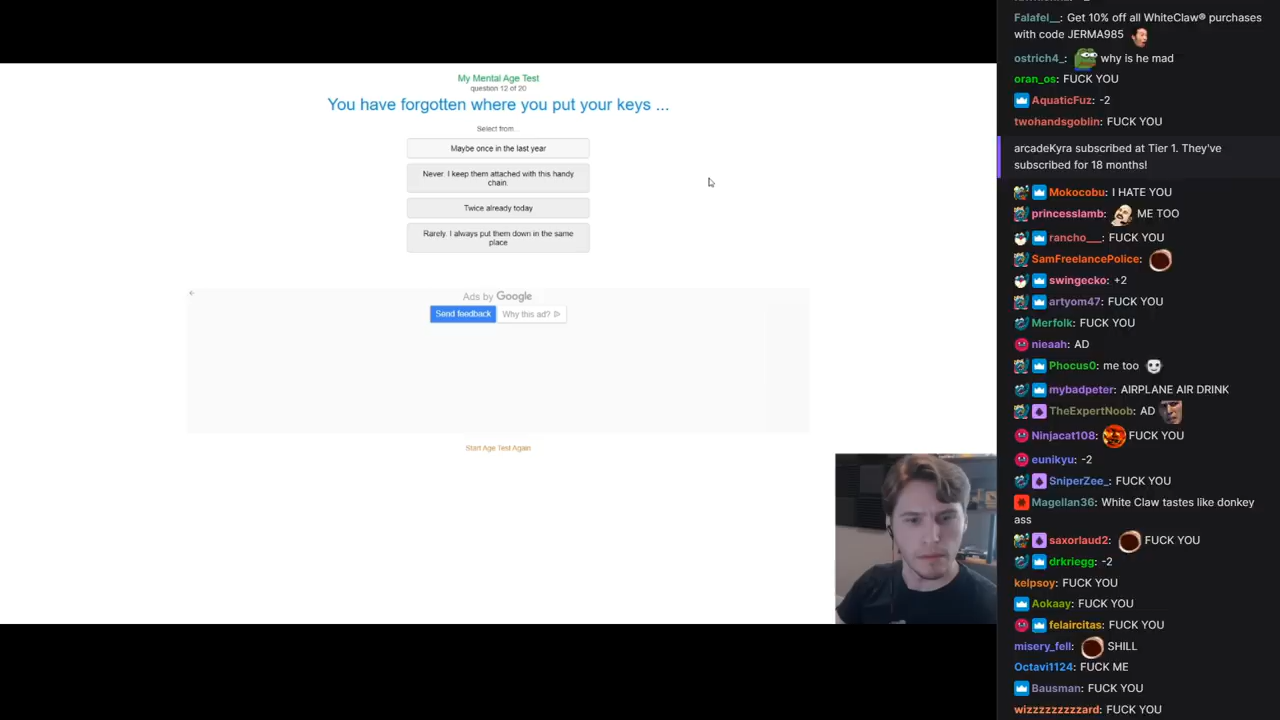 My Mental Age Test
question 12 of 20
You have forgotten where you put your keys ...
Select from...
Maybe once in the last year
Never. I keep them attached with this handy
chain.
Twice already today
Rarely. I always put them down in the same
place
Ads by Google
Send feedback
Why this ad?
Start Age Test Again
Falafel__: Get 10% off all WhiteClaw® purchases
with code JERMA985
ostrich4_: why is he mad
oran_os: FUCK YOU
AquaticFuz: -2
twohandsgoblin: FUCK YOU
arcadeKyra subscribed at Tier 1. They've
subscribed for 18 months!
Mokocobu: I HATE YOU
princesslamb: ME TOO
rancho___: FUCK YOU
SamFreelancePolice:
swingecko: +2
artyom47: FUCK YOU
Merfolk: FUCK YOU
nieaah: AD
Phocus0: me too
mybadpeter: AIRPLANE AIR DRINK
TheExpertNoob: AD
Ninjacat108: FUCK YOU
eunikyu: -2
SniperZee_: FUCK YOU
Magellan36: White Claw tastes like donkey
ass
saxorlaud2: FUCK YOU
drkriegg: -2
kelpsoy: FUCK YOU
Aokaay: FUCK YOU
felaircitas: FUCK YOU
misery_fell: SHILL
Octavi1124: FUCK ME
Bausman: FUCK YOU
wizzzzzzzzard: FUCK YOU